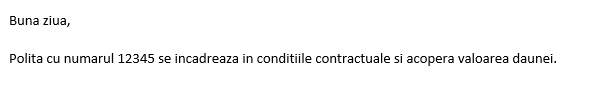 Buna ziua,
Polita cu numarul 12345 se incadreaza in conditiile contractuale si acopera valoarea daunei.